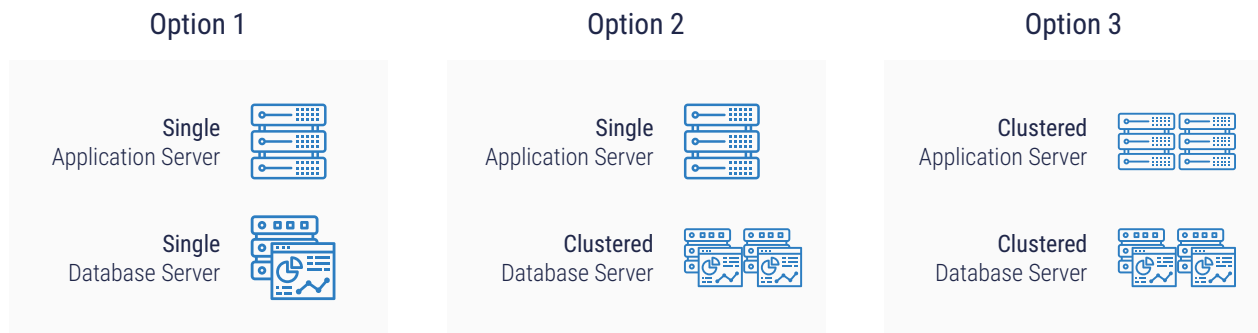 Option 1
Single
Application Server
Single
Database Server
Option 2
Single
Application Server
Clustered
Database Server
Option 3
Clustered
Application Server
Clustered
Database Server